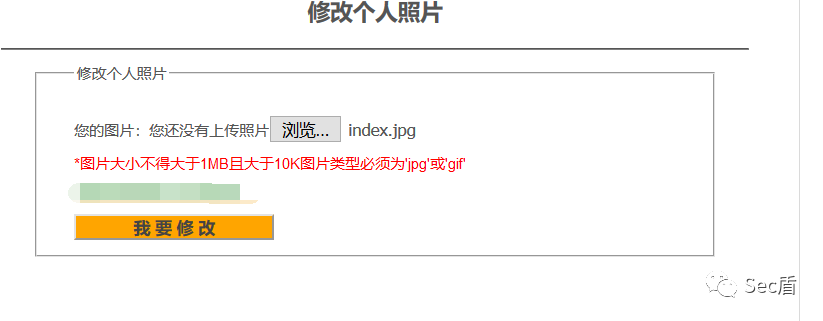 修改个人照片
修改个人照片
您的图片：您还没有上传照片 浏览... index.jpg
*图片大小不得大于1MB且大于10K图片类型必须为'jpg'或'gif'
我要修改
Sec盾